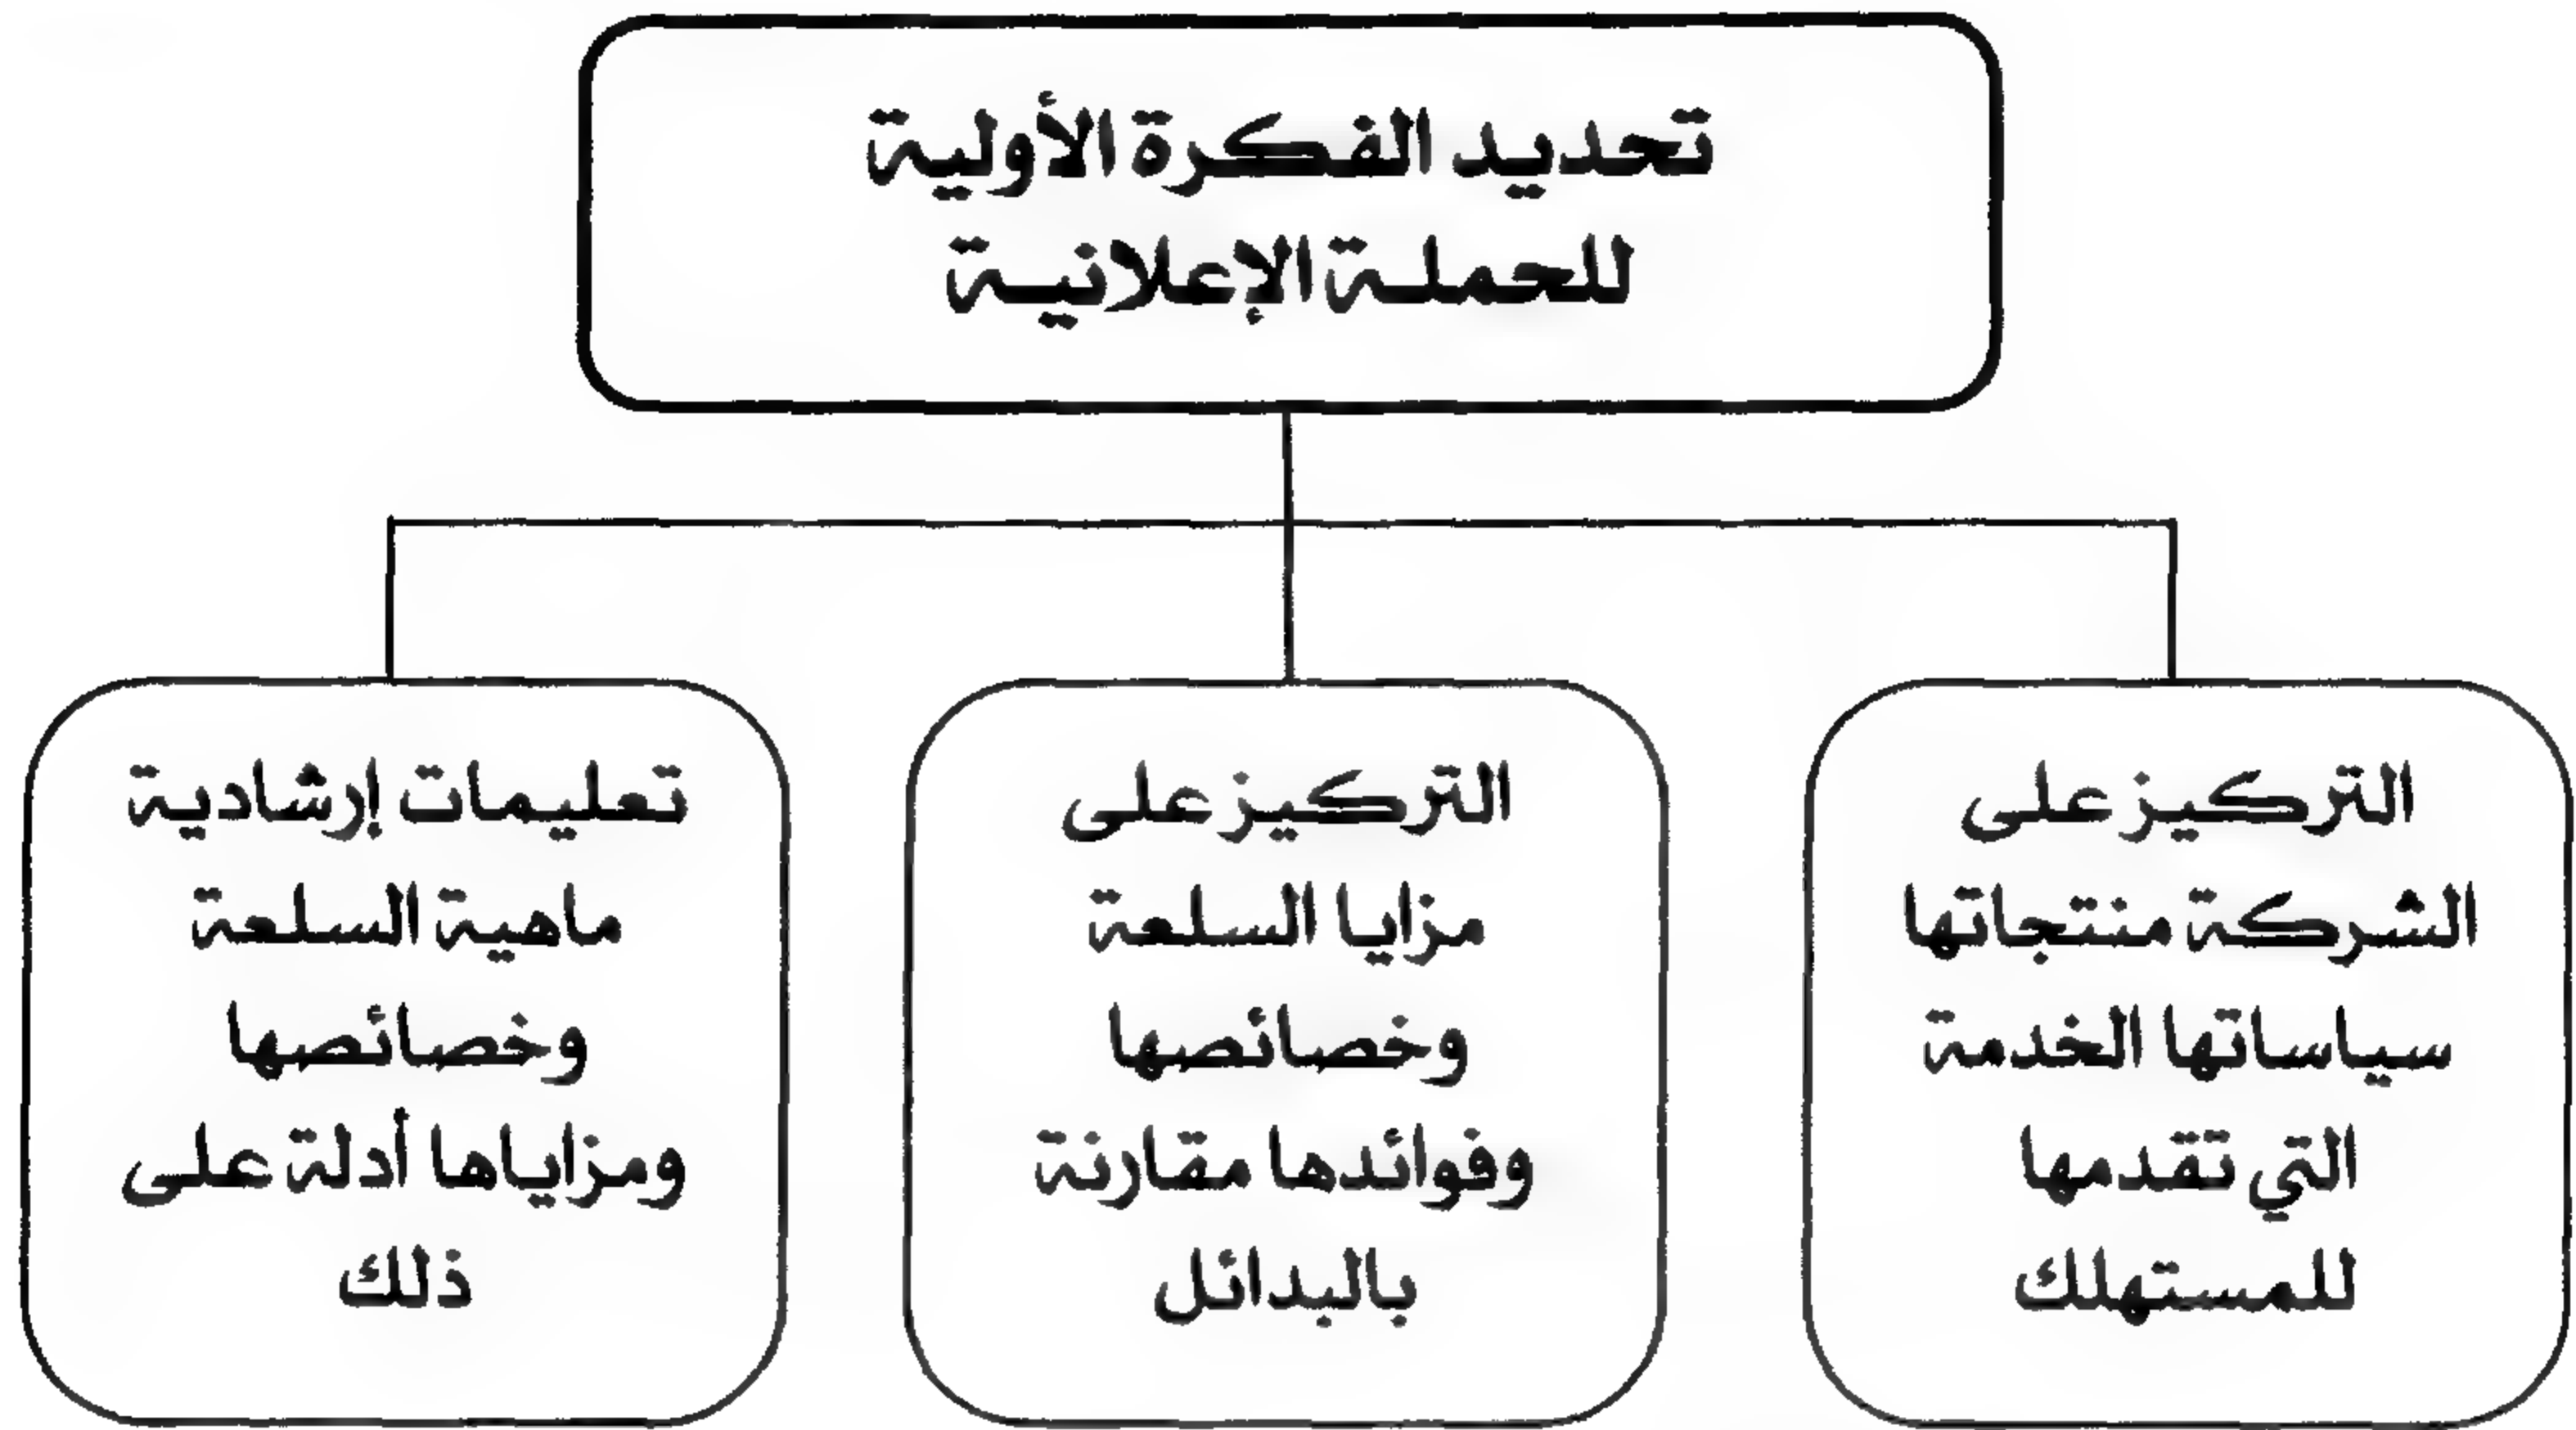 تحديد الفكرة الأولية
للحملة الإعلانية
التركيز على
الشركة منتجاتها
سياساتها الخدمة
التي تقدمها
للمستهلك
التركيز على
مزايا السلعة
وخصائصها
وفوائدها مقارنة
بالبدائل
تعليمات إرشادية
ماهية السلعة
وخصائصها
ومزاياها أدلة على
ذلك